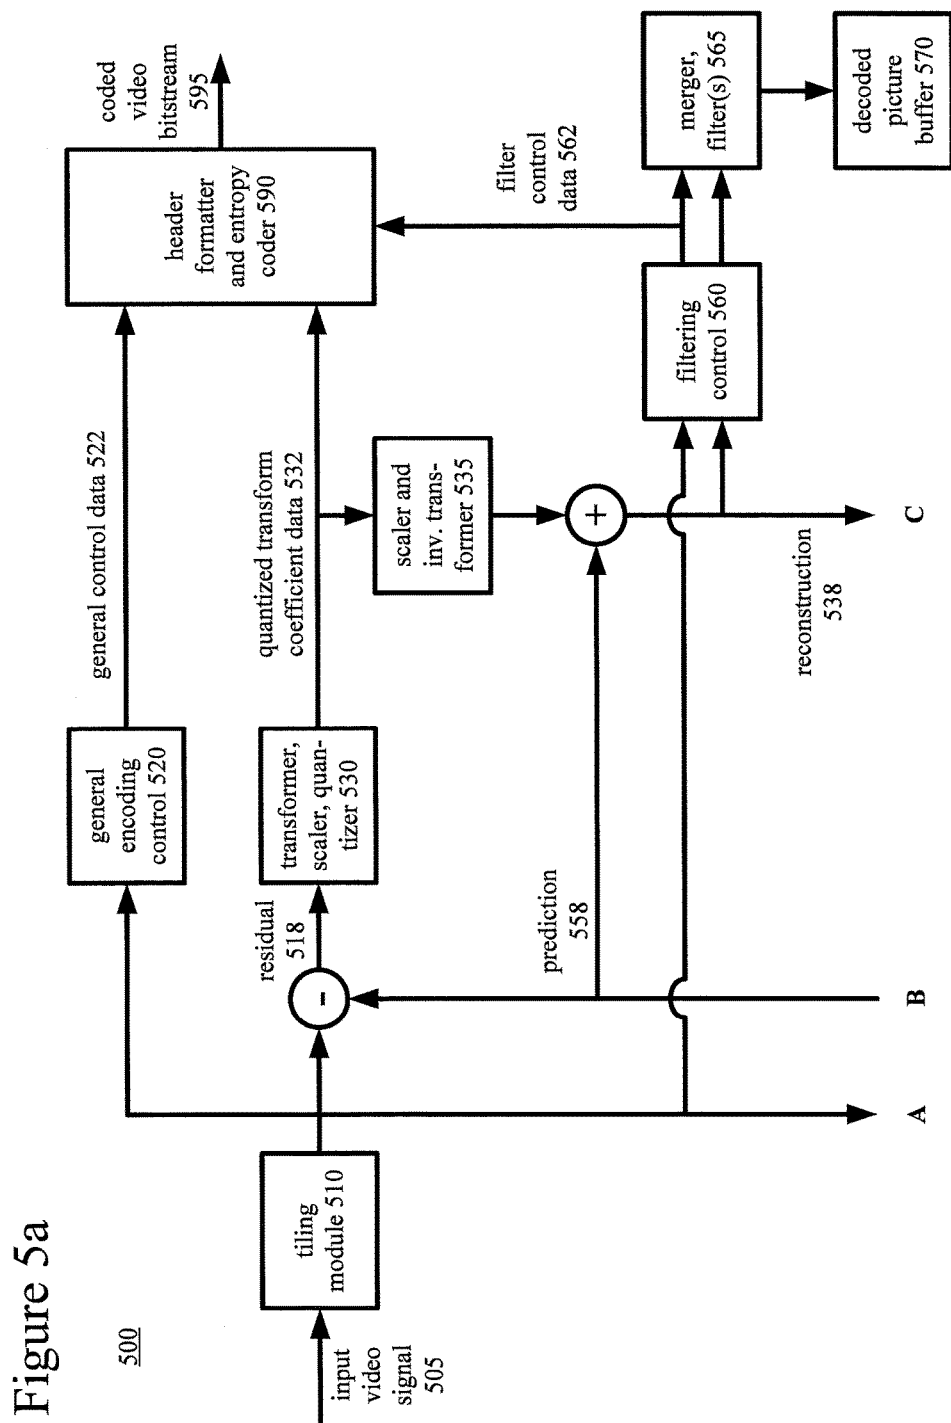 Figure 5a
500
input
video
signal
505
tiling
module 510
general
encoding
control 520
general control data 522
header
formatter
and entropy
coder 590
coded
video
bitstream
595
residual
518
transformer,
scaler, quan-
tizer 530
quantized transform
coefficient data 532
scaler and
inv. trans-
former 535
prediction
558
-
+
filter
control
data 562
filtering
control 560
merger,
filter(s) 565
decoded
picture
buffer 570
reconstruction
538
A
B
C